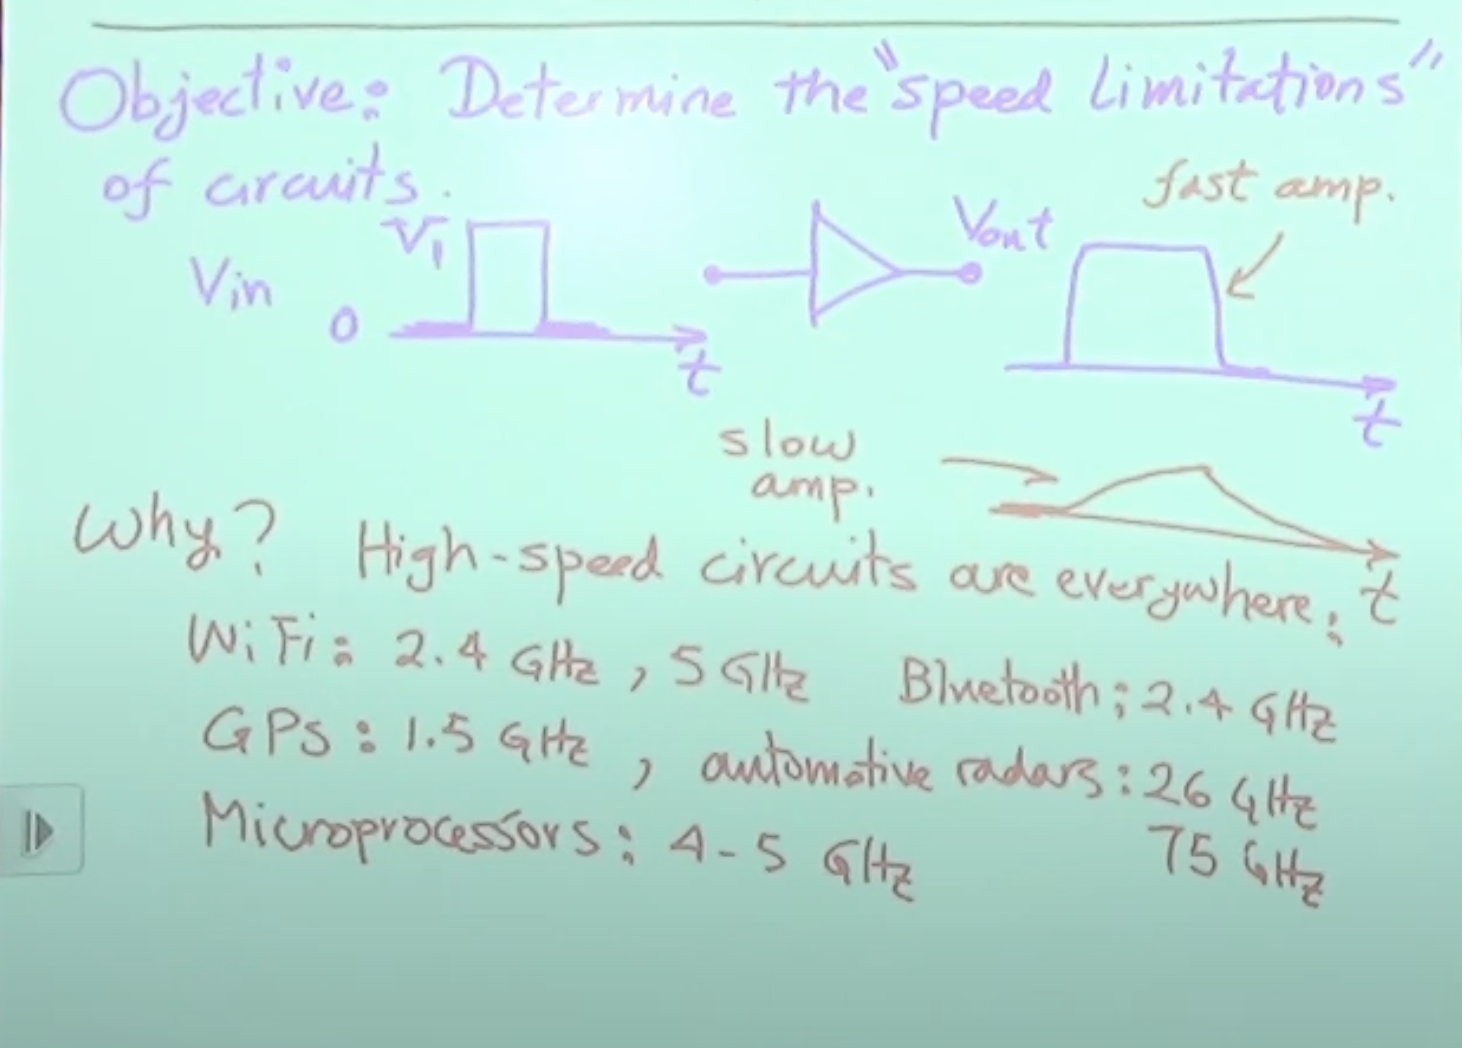 Objective: Determine the "speed Limitations"
of circuits.
fast amp.
V1
Vout
Vin
0
t
t
slow
amp.
Why? High-speed circuits are everywhere:
t
WiFi: 2.4 GHz, 5 GHz Bluetooth: 2.4 GHz
GPS: 1.5 GHz, automotive radars: 26 GHz
Microprocessors: 4-5 GHz 75 GHz